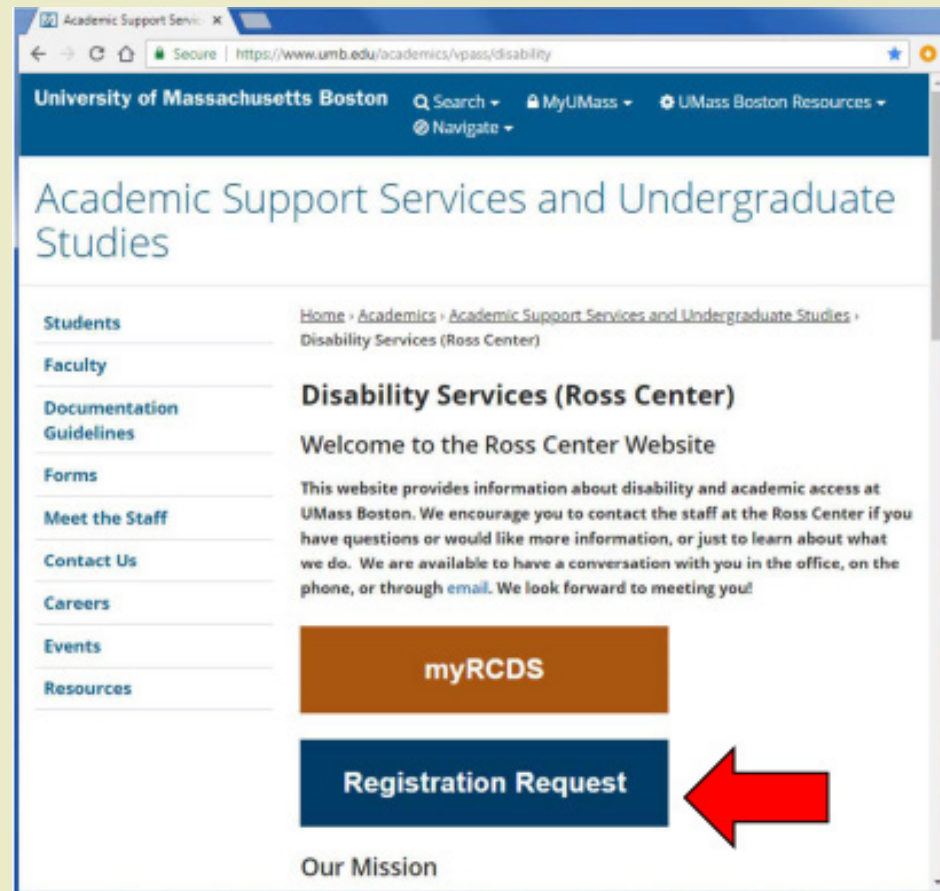 Academic Support Servic
Secure | https://www.umb.edu/academics/vpass/disability
University of Massachusetts Boston
Search
MyUMass
UMass Boston Resources
Navigate
Academic Support Services and Undergraduate
Studies
Students
Faculty
Documentation
Guidelines
Forms
Meet the Staff
Contact Us
Careers
Events
Resources
Home › Academics › Academic Support Services and Undergraduate Studies ›
Disability Services (Ross Center)
Disability Services (Ross Center)
Welcome to the Ross Center Website
This website provides information about disability and academic access at
UMass Boston. We encourage you to contact the staff at the Ross Center if you
have questions or would like more information, or just to learn about what
we do. We are available to have a conversation with you in the office, on the
phone, or through email. We look forward to meeting you!
myRCDS
Registration Request
Our Mission